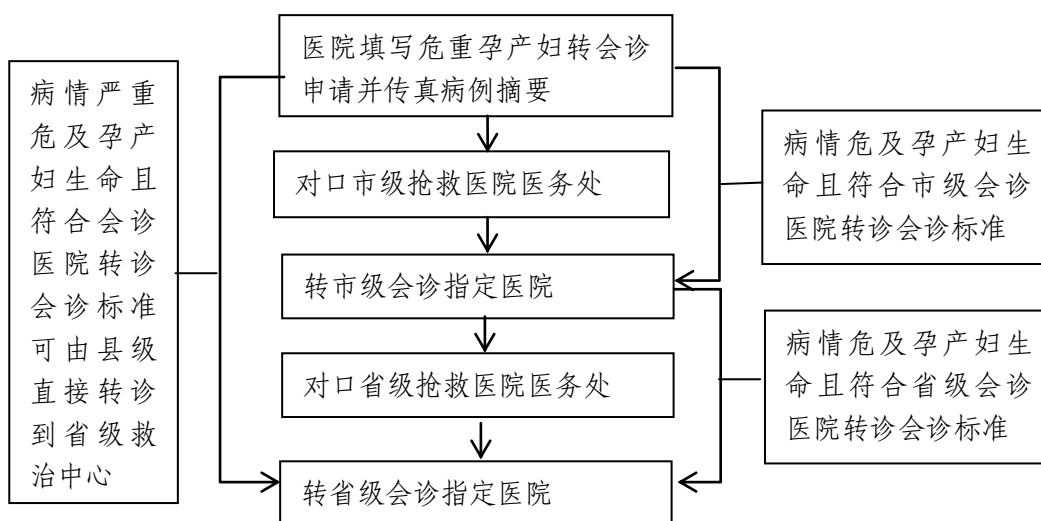 医院填写危重孕产妇转会诊
申请并传真病例摘要
病情严重
危及孕产
妇生命且
符合会诊
医院转诊
会诊标准
可由县级
直接转诊
到省级救
治中心
对口市级抢救医院医务处
转市级会诊指定医院
对口省级抢救医院医务处
转省级会诊指定医院
病情危及孕产妇生
命且符合市级会诊
医院转诊会诊标准
病情危及孕产妇生
命且符合省级会诊
医院转诊会诊标准